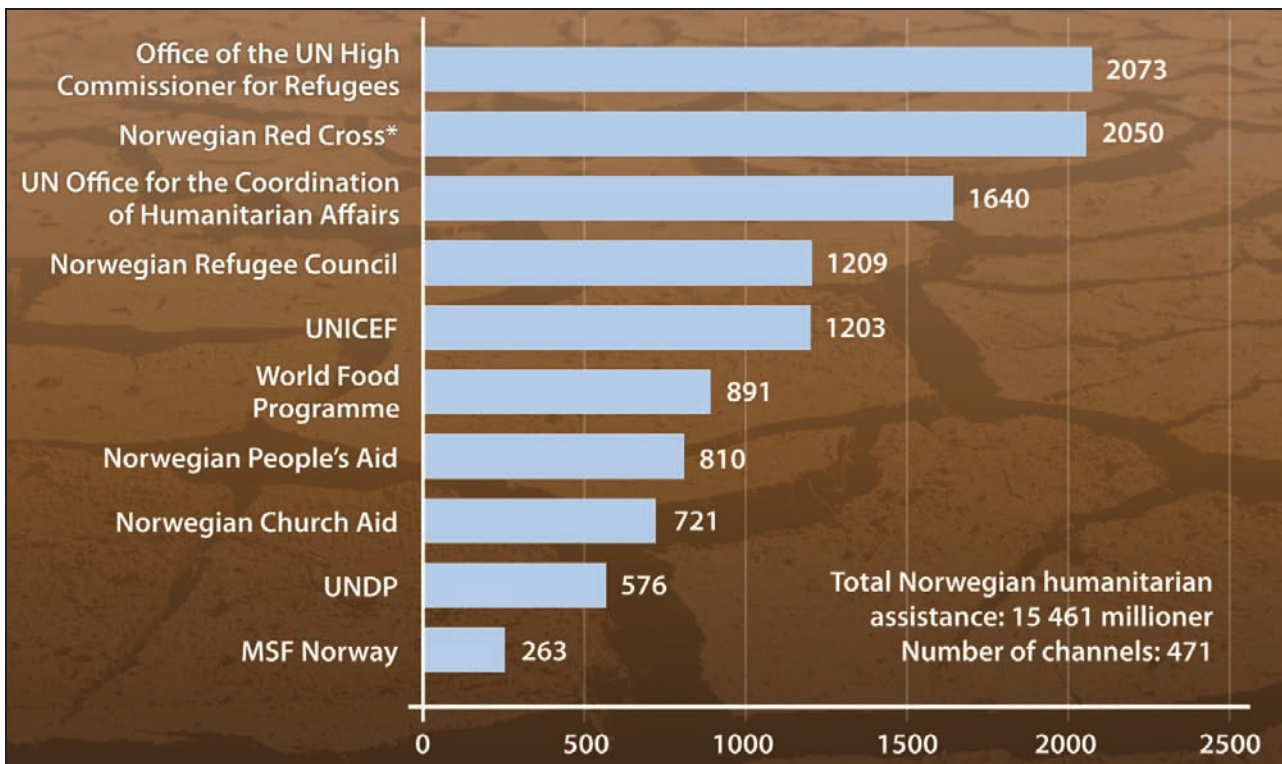 Office of the UN High
Commissioner for Refugees
2073
Norwegian Red Cross*
2050
UN Office for the Coordination
of Humanitarian Affairs
1640
Norwegian Refugee Council
1209
UNICEF
1203
World Food
Programme
891
Norwegian People’s Aid
810
Norwegian Church Aid
721
UNDP
576
MSF Norway
263
Total Norwegian humanitarian
assistance: 15 461 millioner
Number of channels: 471
0 500 1000 1500 2000 2500